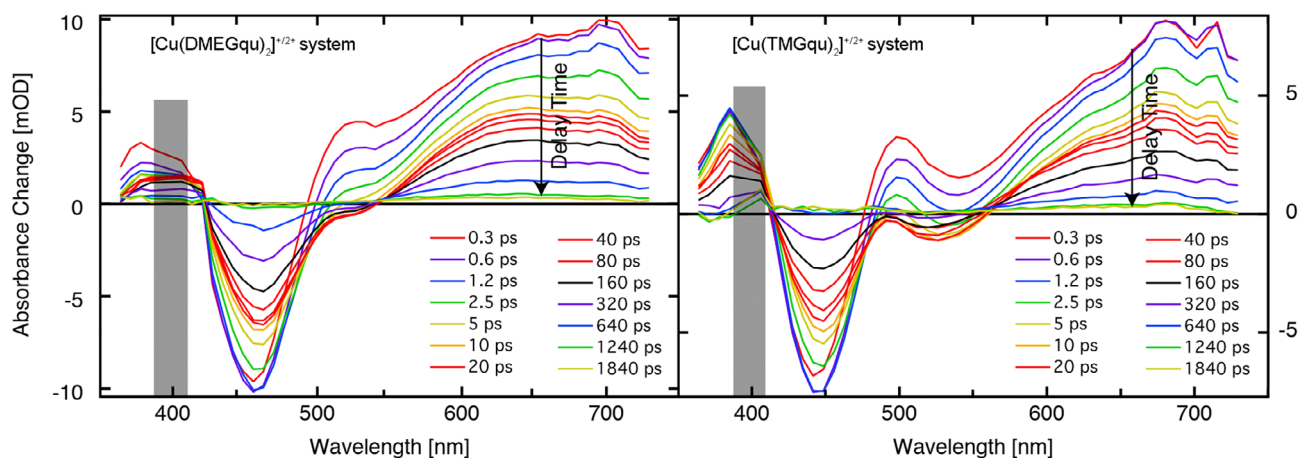 [Cu(DMEGqu)₂]⁺/²⁺ system
[Cu(TMGqu)₂]⁺/²⁺ system
Absorbance Change [mOD]
10
5
0
-5
-10
5
0
-5
Delay Time
Delay Time
0.3 ps 40 ps
0.6 ps 80 ps
1.2 ps 160 ps
2.5 ps 320 ps
5 ps 640 ps
10 ps 1240 ps
20 ps 1840 ps
0.3 ps 40 ps
0.6 ps 80 ps
1.2 ps 160 ps
2.5 ps 320 ps
5 ps 640 ps
10 ps 1240 ps
20 ps 1840 ps
400 500 600 700
400 500 600 700
Wavelength [nm]
Wavelength [nm]